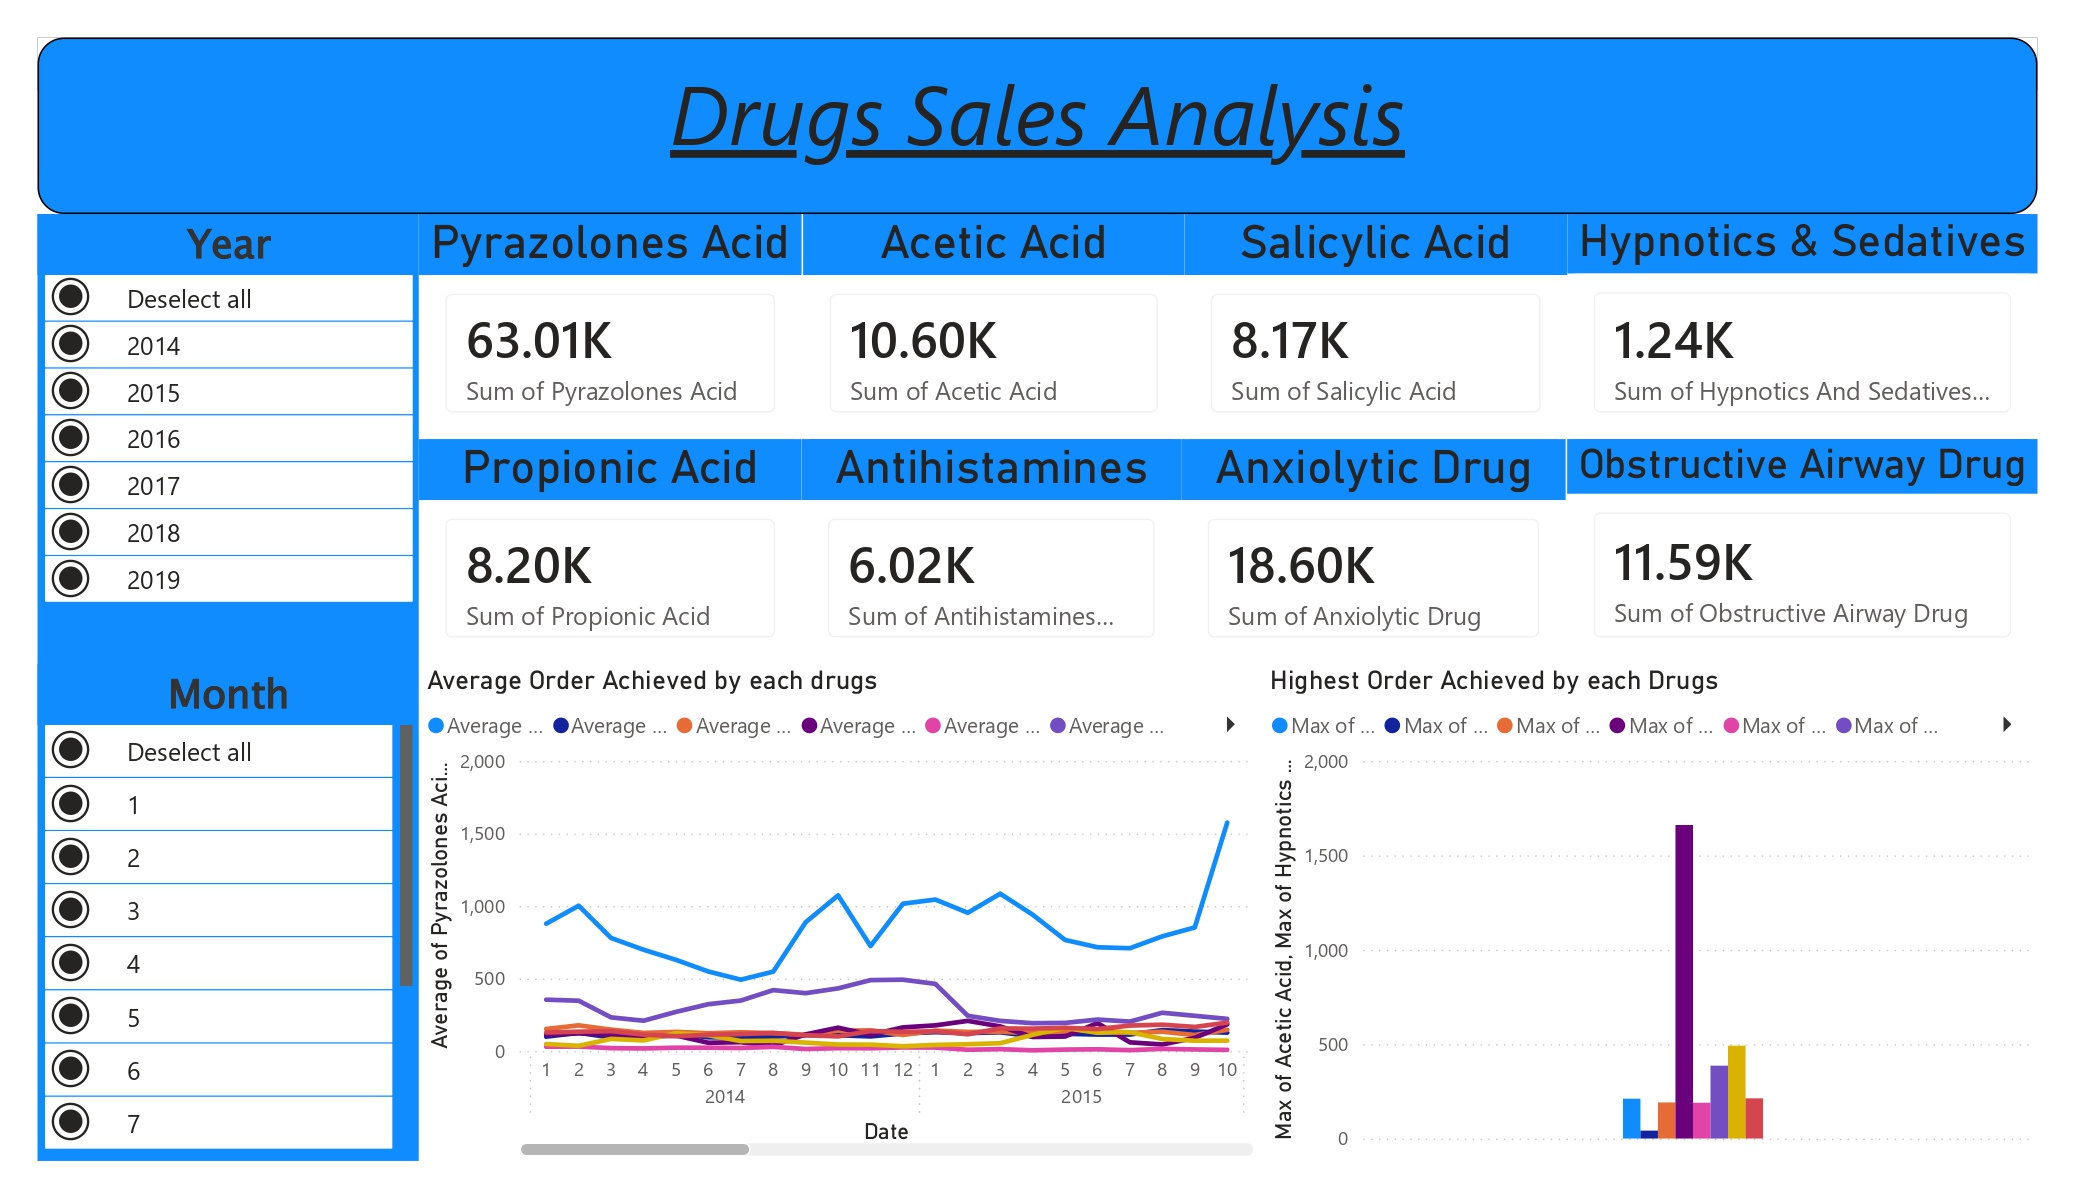 Drugs Sales Analysis
Year
Deselect all
2014
2015
2016
2017
2018
2019
Month
Deselect all
1
2
3
4
5
6
7
Pyrazolones Acid
63.01K
Sum of Pyrazolones Acid
Acetic Acid
10.60K
Sum of Acetic Acid
Salicylic Acid
8.17K
Sum of Salicylic Acid
Hypnotics & Sedatives
1.24K
Sum of Hypnotics And Sedatives...
Propionic Acid
8.20K
Sum of Propionic Acid
Antihistamines
6.02K
Sum of Antihistamines...
Anxiolytic Drug
18.60K
Sum of Anxiolytic Drug
Obstructive Airway Drug
11.59K
Sum of Obstructive Airway Drug
Average Order Achieved by each drugs
Average ... Average ... Average ... Average ... Average ... Average ...
Average of Pyrazolones Aci...
2,000
1,500
1,000
500
0
1 2 3 4 5 6 7 8 9 10 11 12 1 2 3 4 5 6 7 8 9 10
2014 2015
Date
Highest Order Achieved by each Drugs
Max of ... Max of ... Max of ... Max of ... Max of ... Max of ...
Max of Acetic Acid, Max of Hypnotics ...
2,000
1,500
1,000
500
0